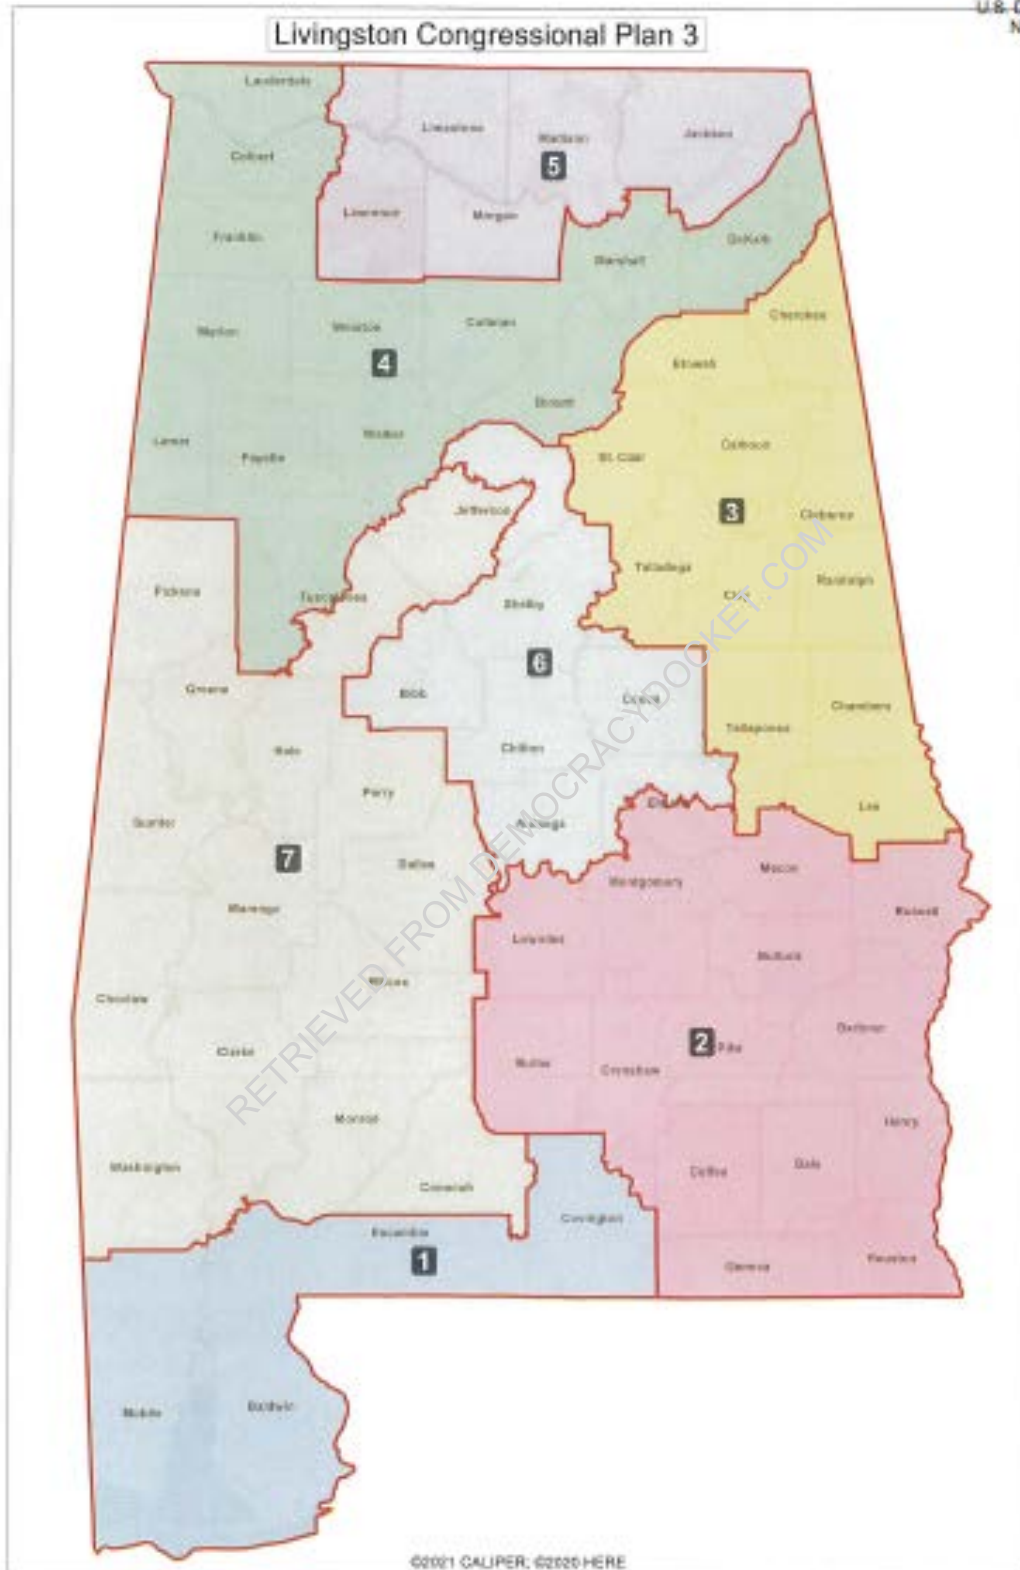 U.S. D
N
Livingston Congressional Plan 3
Lauderdale
Limestone
Madison
Jackson
Colbert
5
Lawrence
Morgan
Franklin
DeKalb
Marshall
Marion
Winston
Cullman
Cherokee
4
Etowah
Blount
Lamar
Fayette
Walker
St. Clair
Calhoun
Jefferson
3
Cleburne
Pickens
Tuscaloosa
Talladega
Clay
Randolph
Shelby
6
Greene
Bibb
Coosa
Chambers
Hale
Chilton
Tallapoosa
Perry
Sumter
Autauga
Elmore
Lee
7
Dallas
Montgomery
Macon
Marengo
Lowndes
Russell
Bullock
Choctaw
Wilcox
Clarke
Butler
Crenshaw
2
Pike
Barbour
Monroe
Henry
Washington
Conecuh
Coffee
Dale
Escambia
Covington
1
Geneva
Houston
Mobile
Baldwin
RETRIEVED FROM DEMOCRACYDOCKET.COM
©2021 CALIPER; ©2020 HERE